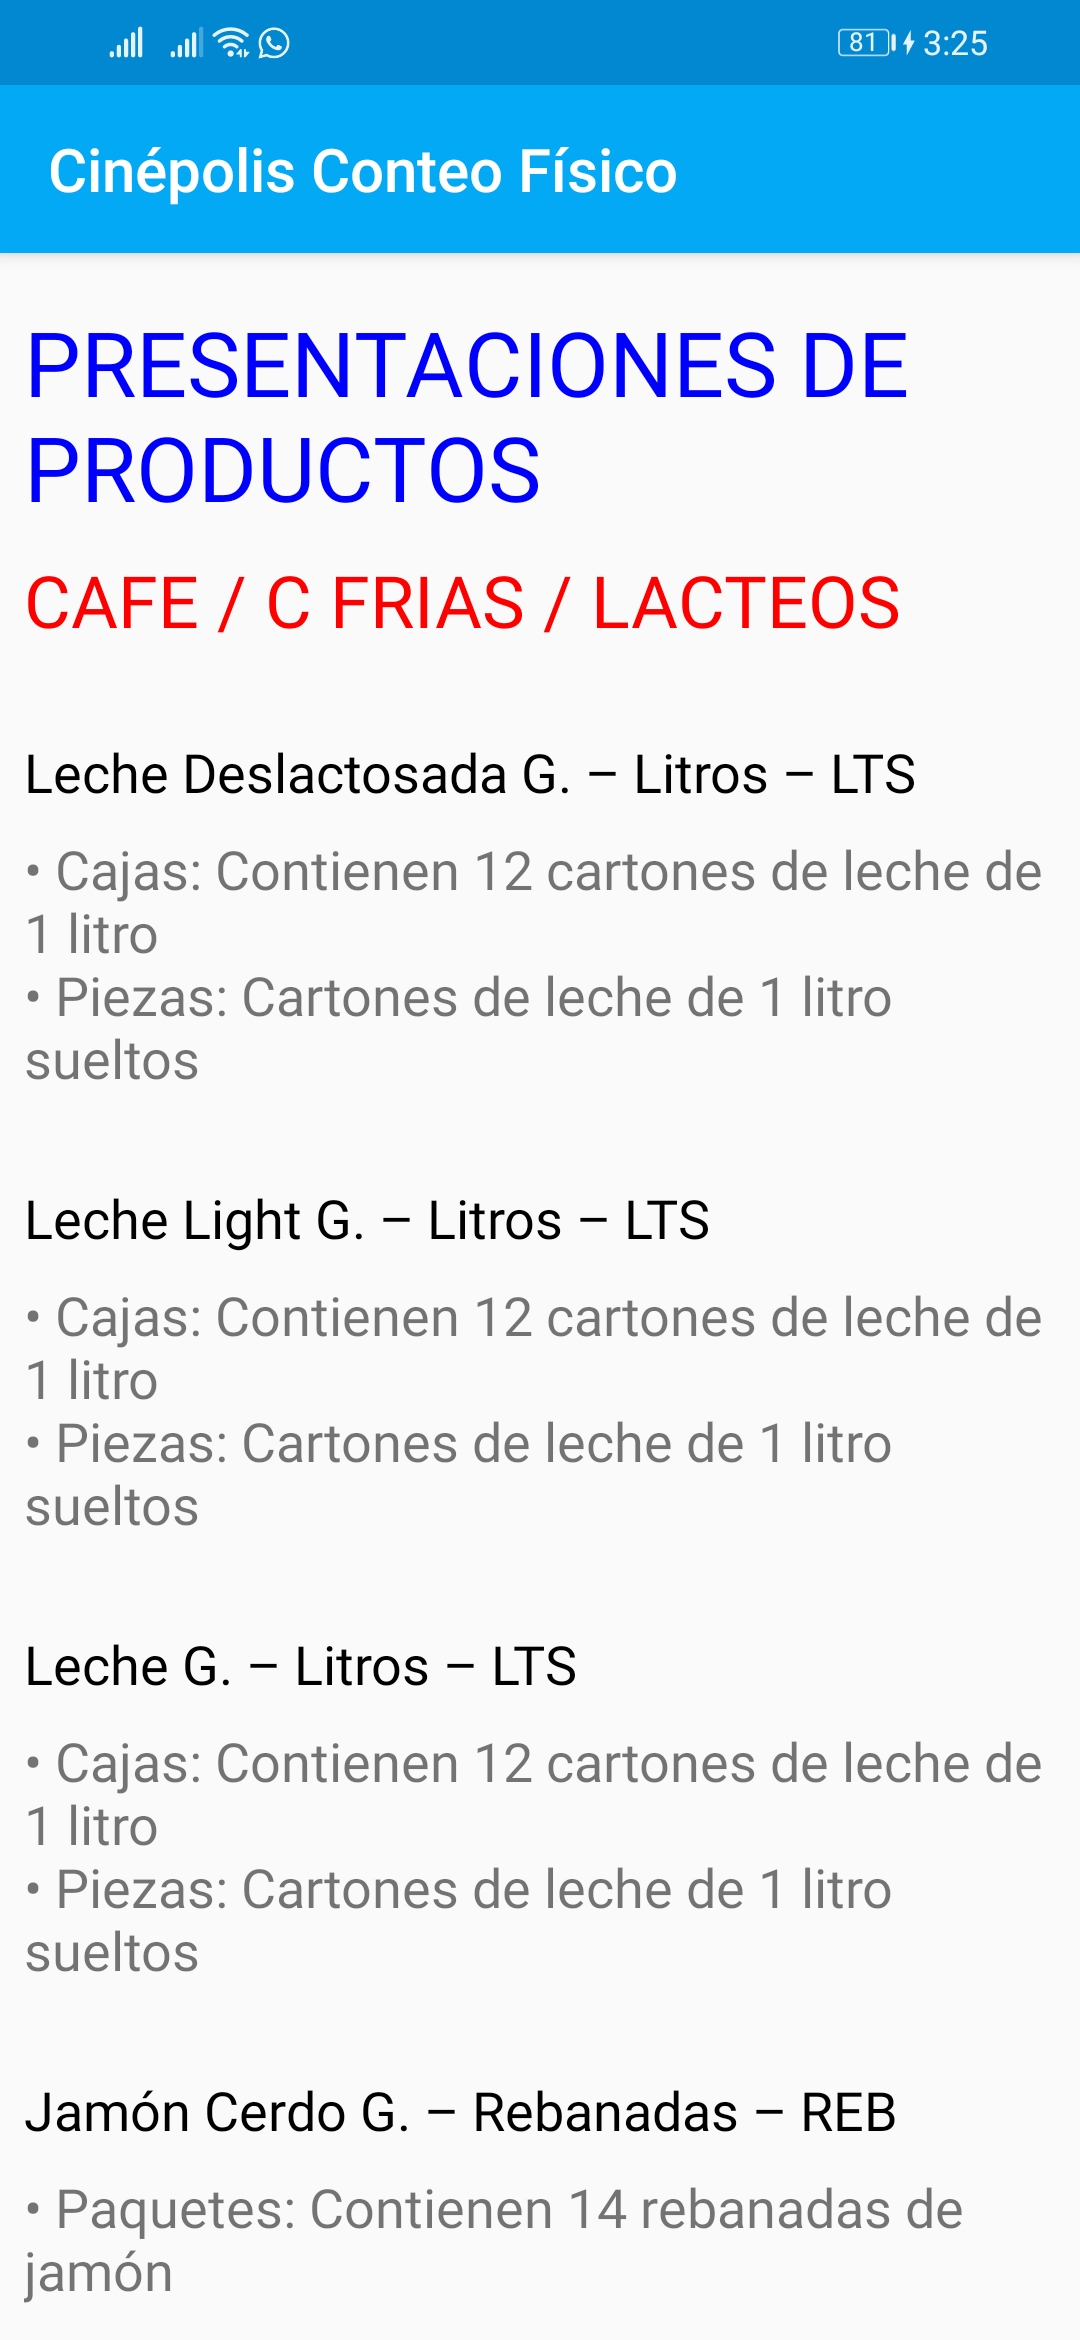 81 3:25
Cinépolis Conteo Físico
PRESENTACIONES DE
PRODUCTOS
CAFE / C FRIAS / LACTEOS
Leche Deslactosada G. – Litros – LTS
• Cajas: Contienen 12 cartones de leche de
1 litro
• Piezas: Cartones de leche de 1 litro
sueltos
Leche Light G. – Litros – LTS
• Cajas: Contienen 12 cartones de leche de
1 litro
• Piezas: Cartones de leche de 1 litro
sueltos
Leche G. – Litros – LTS
• Cajas: Contienen 12 cartones de leche de
1 litro
• Piezas: Cartones de leche de 1 litro
sueltos
Jamón Cerdo G. – Rebanadas – REB
• Paquetes: Contienen 14 rebanadas de
jamón